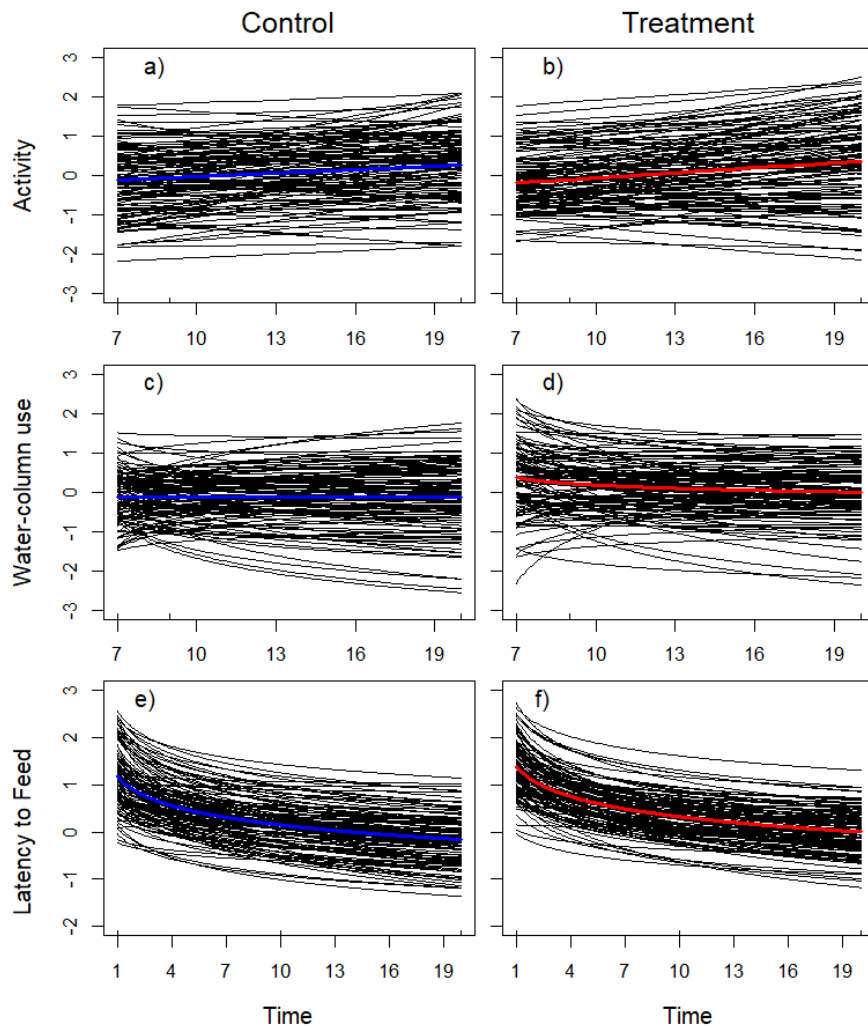 Control Treatment
a) b)
Activity
3
2
1
0
-1
-2
-3
7 10 13 16 19 7 10 13 16 19
c) d)
Water-column use
3
2
1
0
-1
-2
-3
7 10 13 16 19 7 10 13 16 19
e) f)
Latency to Feed
3
2
1
0
-1
-2
1 4 7 10 13 16 19 1 4 7 10 13 16 19
Time Time